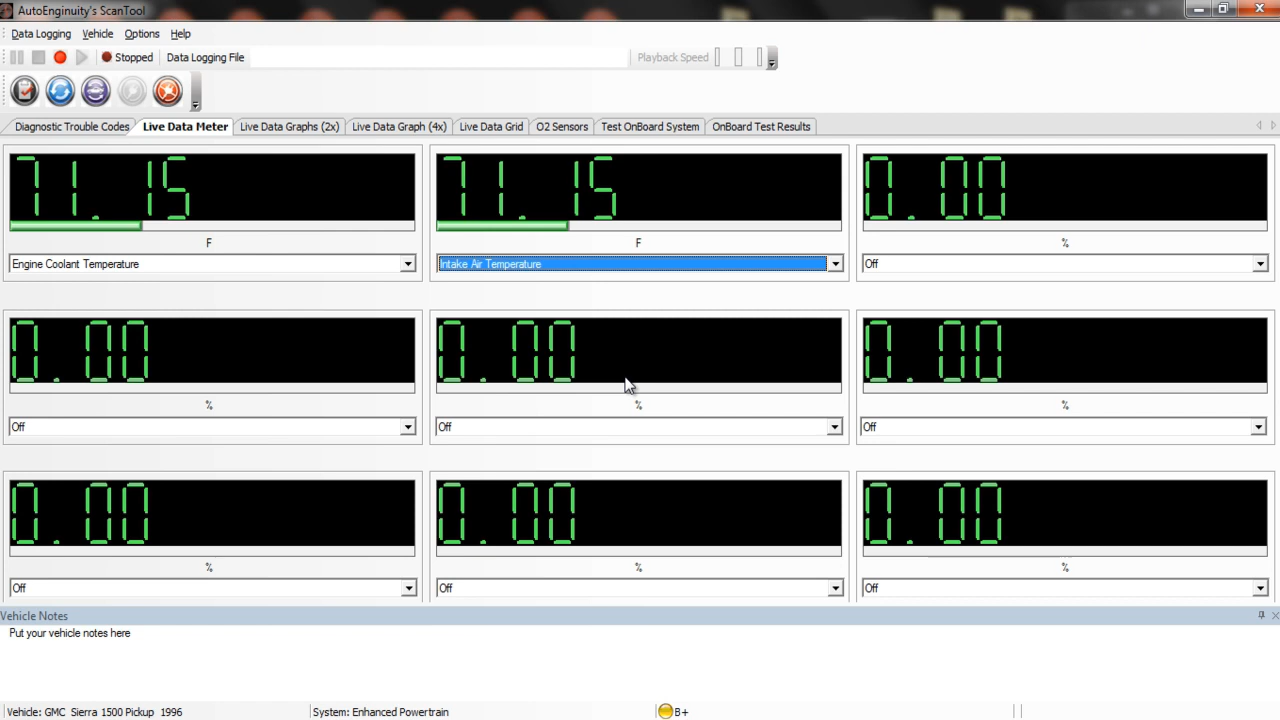 AutoEnginuity's ScanTool
Data Logging Vehicle Options Help
Stopped Data Logging File Playback Speed
Diagnostic Trouble Codes Live Data Meter Live Data Graphs (2x) Live Data Graph (4x) Live Data Grid O2 Sensors Test OnBoard System OnBoard Test Results
71.15 71.15 0.00
F F %
Engine Coolant Temperature Intake Air Temperature Off
0.00 0.00 0.00
% % %
Off Off Off
0.00 0.00 0.00
% % %
Off Off Off
Vehicle Notes
Put your vehicle notes here
Vehicle: GMC Sierra 1500 Pickup 1996 System: Enhanced Powertrain B+